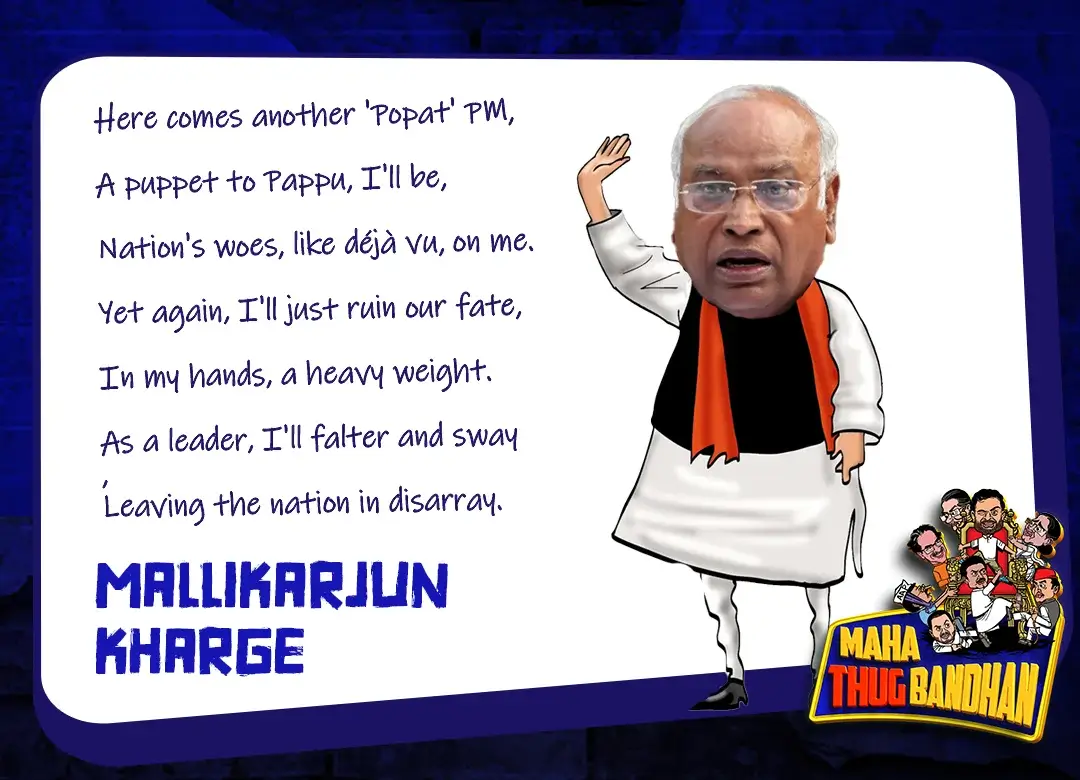 Here comes another 'Popat' PM,
A puppet to Pappu, I'll be,
Nation's woes, like déjà vu, on me.
Yet again, I'll just ruin our fate,
In my hands, a heavy weight.
As a leader, I'll falter and sway
'Leaving the nation in disarray.
MALLIKARJUN
KHARGE
AAP
MAHA
THUGBANDHAN